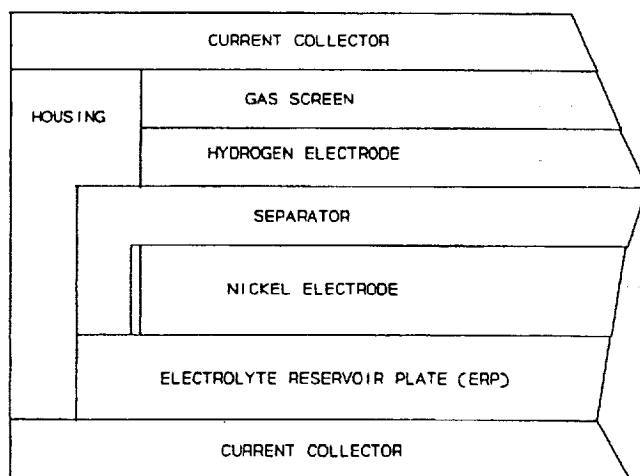 CURRENT COLLECTOR
GAS SCREEN
HOUSING
HYDROGEN ELECTRODE
SEPARATOR
NICKEL ELECTRODE
ELECTROLYTE RESERVOIR PLATE (ERP)
CURRENT COLLECTOR